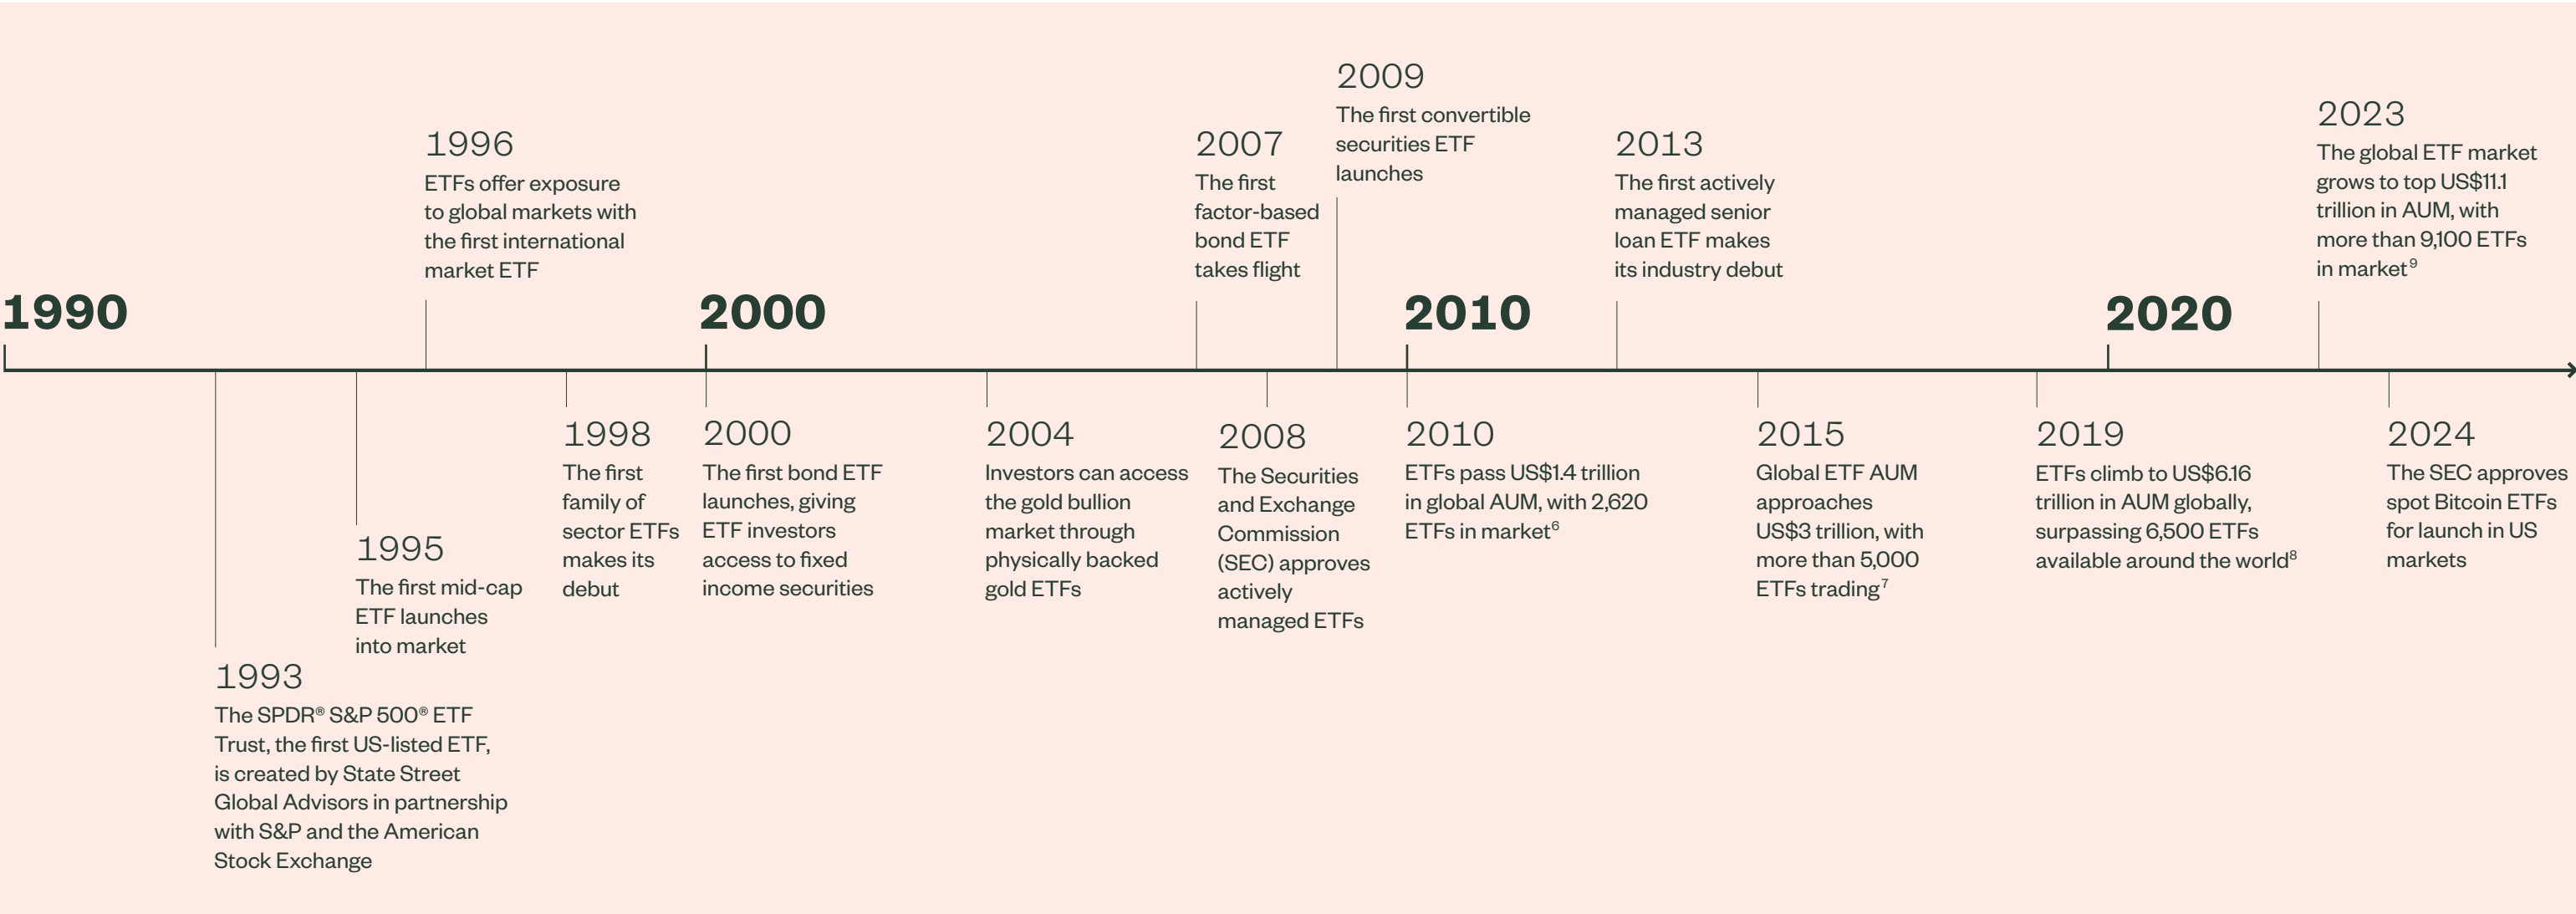 2009
The first convertible
securities ETF
launches
2023
The global ETF market
grows to top US$11.1
trillion in AUM, with
more than 9,100 ETFs
in market⁹
1996
ETFs offer exposure
to global markets with
the first international
market ETF
2007
The first
factor-based
bond ETF
takes flight
2013
The first actively
managed senior
loan ETF makes
its industry debut
1990
2000
2010
2020
1998
The first
family of
sector ETFs
makes its
debut
2000
The first bond ETF
launches, giving
ETF investors
access to fixed
income securities
2004
Investors can access
the gold bullion
market through
physically backed
gold ETFs
2008
The Securities
and Exchange
Commission
(SEC) approves
actively
managed ETFs
2010
ETFs pass US$1.4 trillion
in global AUM, with 2,620
ETFs in market⁶
2015
Global ETF AUM
approaches
US$3 trillion, with
more than 5,000
ETFs trading⁷
2019
ETFs climb to US$6.16
trillion in AUM globally,
surpassing 6,500 ETFs
available around the world⁸
2024
The SEC approves
spot Bitcoin ETFs
for launch in US
markets
1995
The first mid-cap
ETF launches
into market
1993
The SPDR® S&P 500® ETF
Trust, the first US-listed ETF,
is created by State Street
Global Advisors in partnership
with S&P and the American
Stock Exchange